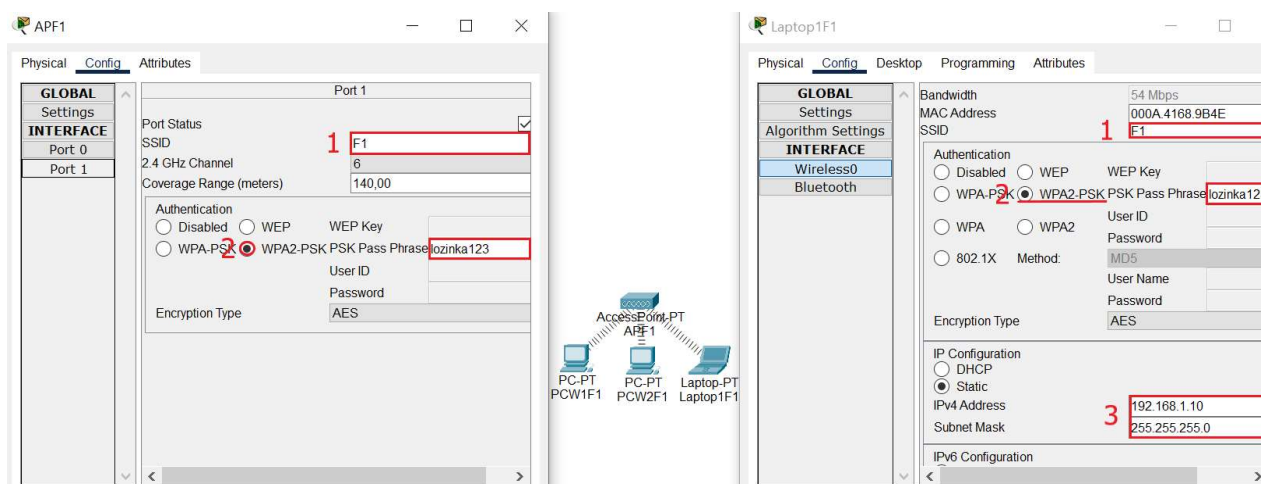 APF1
Physical Config Attributes
GLOBAL
Settings
INTERFACE
Port 0
Port 1
Port 1
Port Status
SSID 1 F1
2.4 GHz Channel 6
Coverage Range (meters) 140,00
Authentication
Disabled WEP WEP Key
WPA-PSK 2 WPA2-PSK PSK Pass Phrase lozinka123
User ID
Password
Encryption Type AES
AccessPoint-PT
APF1
PC-PT
PCW1F1
PC-PT
PCW2F1
Laptop-PT
Laptop1F1
Laptop1F1
Physical Config Desktop Programming Attributes
GLOBAL
Settings
Algorithm Settings
INTERFACE
Wireless0
Bluetooth
Bandwidth 54 Mbps
MAC Address 000A.4168.9B4E
SSID 1 F1
Authentication
Disabled WEP WEP Key
WPA-PSK 2 WPA2-PSK PSK Pass Phrase lozinka12
User ID
WPA WPA2
Password
802.1X Method: MD5
User Name
Password
Encryption Type AES
IP Configuration
DHCP
Static
IPv4 Address 192.168.1.10
3
Subnet Mask 255.255.255.0
IPv6 Configuration